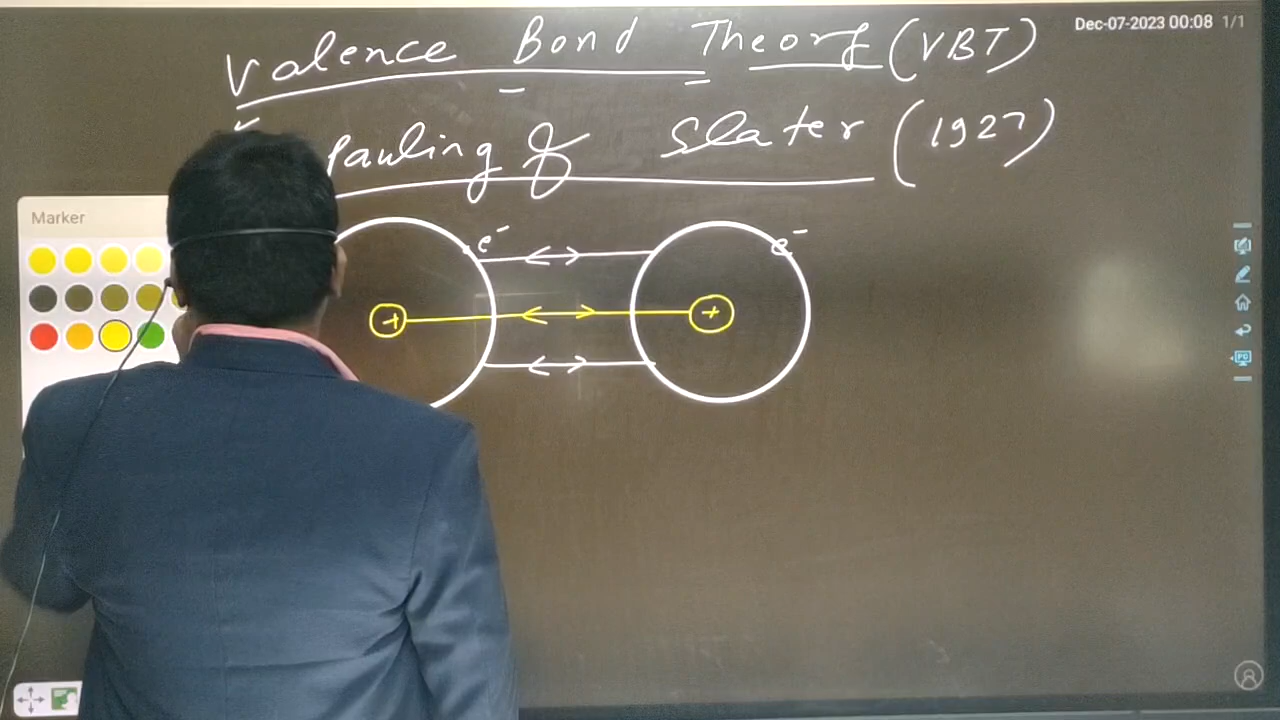 Valence Bond Theory (VBT)
Dec-07-2023 00:08 1/1
Pauling & Slater (1927)
Marker
e⁻ e⁻
+ +